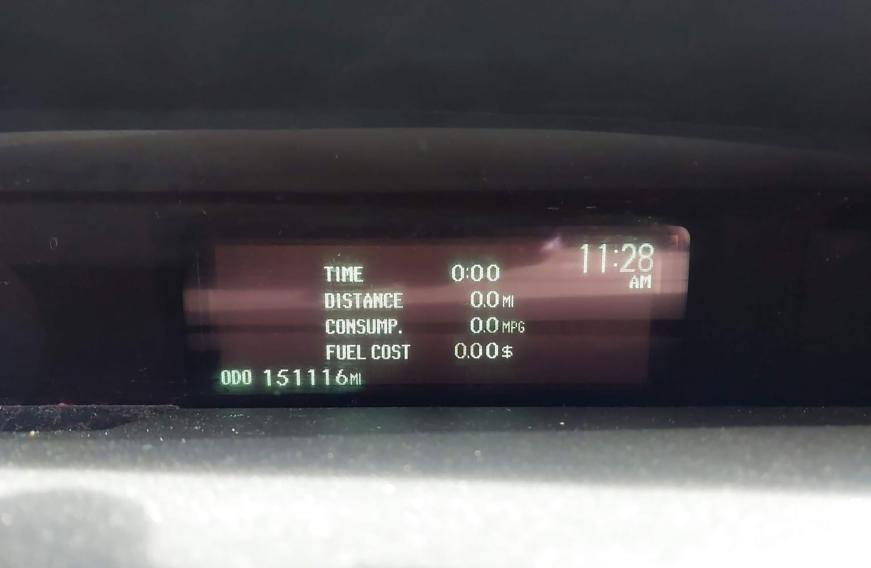 11:28
AM
TIME 0:00
DISTANCE 0.0 MI
CONSUMP. 0.0 MPG
FUEL COST 0.00 $
ODO 151116 MI